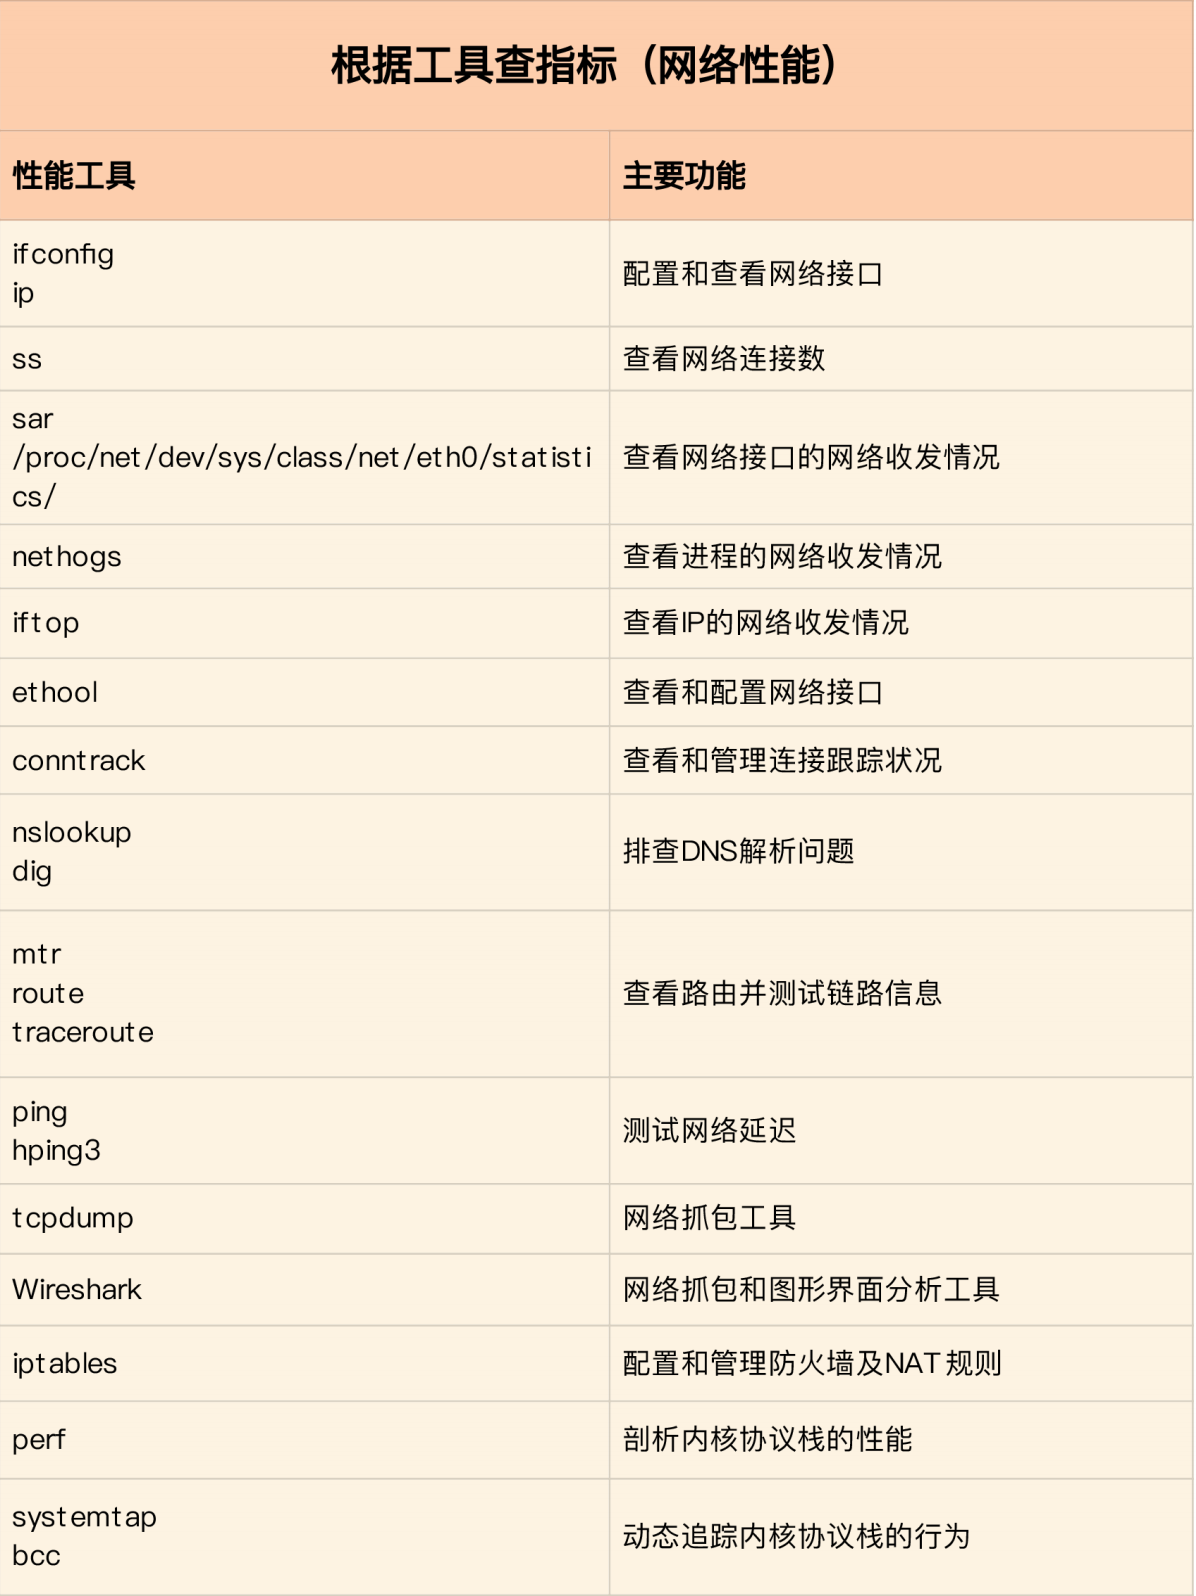 根据工具查指标（网络性能）
性能工具
主要功能
ifconfig
ip
配置和查看网络接口
ss
查看网络连接数
sar
/proc/net/dev/sys/class/net/eth0/statisti
cs/
查看网络接口的网络收发情况
nethogs
查看进程的网络收发情况
iftop
查看IP的网络收发情况
ethool
查看和配置网络接口
conntrack
查看和管理连接跟踪状况
nslookup
dig
排查DNS解析问题
mtr
route
traceroute
查看路由并测试链路信息
ping
hping3
测试网络延迟
tcpdump
网络抓包工具
Wireshark
网络抓包和图形界面分析工具
iptables
配置和管理防火墙及NAT规则
perf
剖析内核协议栈的性能
systemtap
bcc
动态追踪内核协议栈的行为